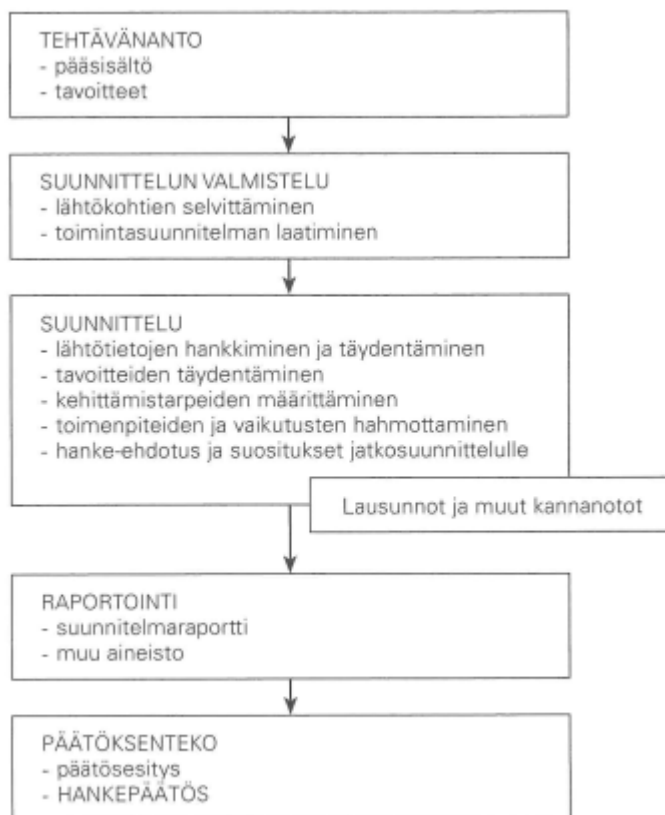 TEHTÄVÄNANTO
- pääsisältö
- tavoitteet
SUUNNITTELUN VALMISTELU
- lähtökohtien selvittäminen
- toimintasuunnitelman laatiminen
SUUNNITTELU
- lähtötietojen hankkiminen ja täydentäminen
- tavoitteiden täydentäminen
- kehittämistarpeiden määrittäminen
- toimenpiteiden ja vaikutusten hahmottaminen
- hanke-ehdotus ja suositukset jatkosuunnittelulle
Lausunnot ja muut kannanotot
RAPORTOINTI
- suunnitelmaraportti
- muu aineisto
PÄÄTÖKSENTEKO
- päätösesitys
- HANKEPÄÄTÖS